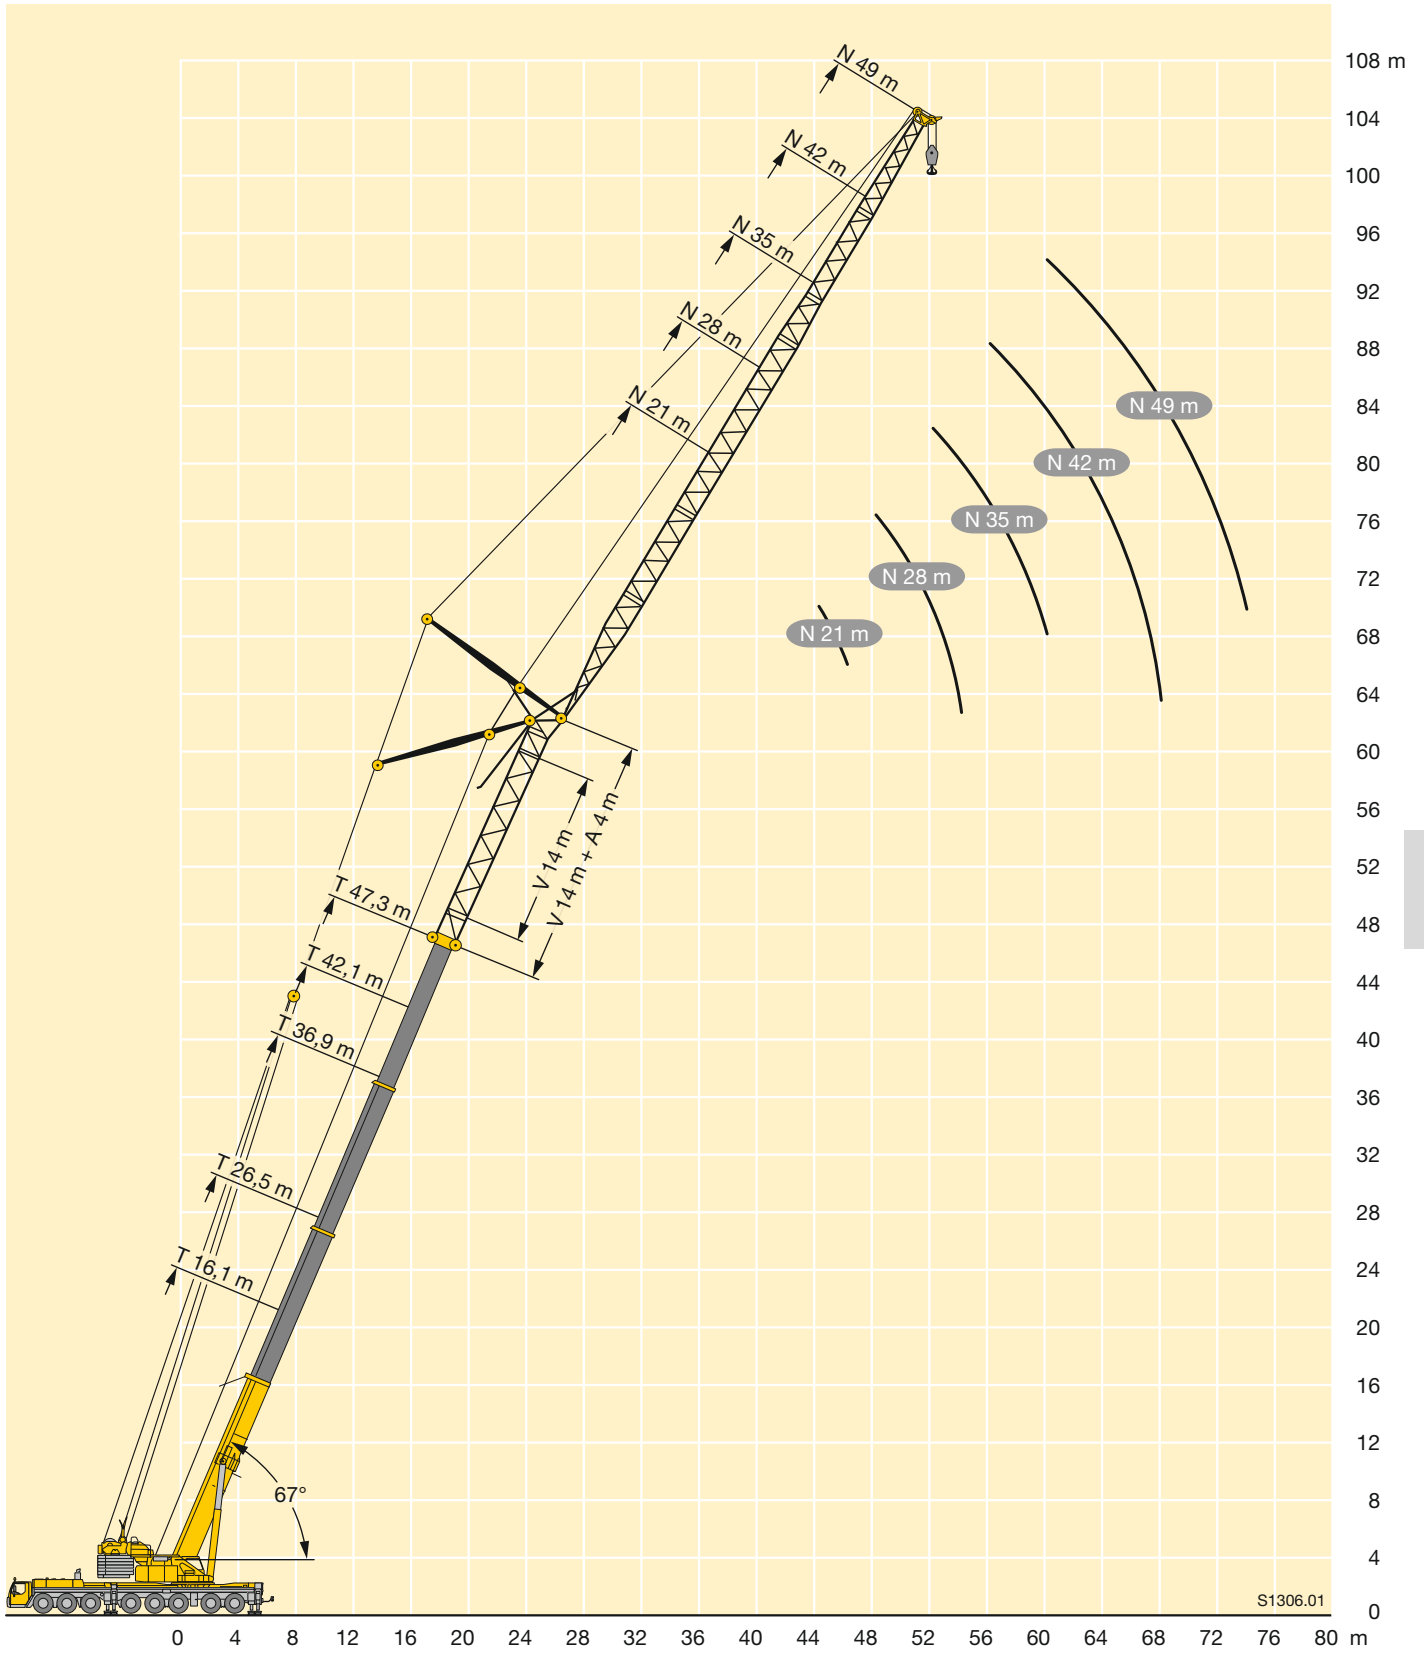 108 m
N 49 m
104
N 42 m
100
N 35 m
96
92
N 28 m
88
N 21 m
84
N 49 m
80
N 42 m
76
N 35 m
72
N 28 m
68
N 21 m
64
60
56
V 14 m
V 14 m + A 4 m
52
T 47,3 m
48
T 42,1 m
44
T 36,9 m
40
36
32
T 26,5 m
28
T 16,1 m
24
20
16
12
67°
8
4
S1306.01
0
0 4 8 12 16 20 24 28 32 36 40 44 48 52 56 60 64 68 72 76 80 m